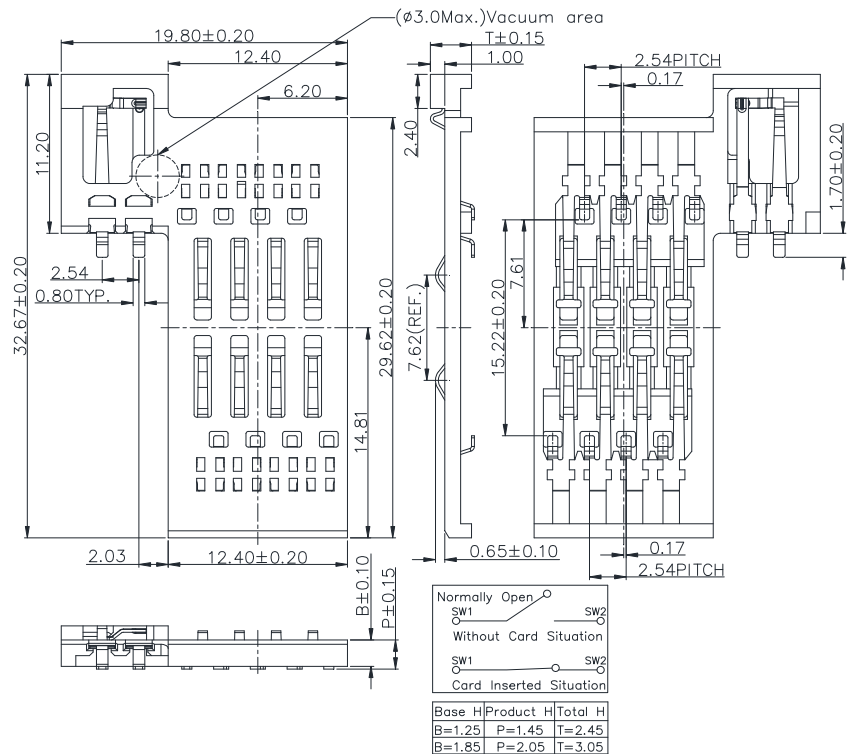 (ø3.0Max.)Vacuum area
19.80±0.20
T±0.15
12.40
1.00
2.54PITCH
0.17
6.20
11.20
2.40
1.70±0.20
2.54
0.80TYP.
32.67±0.20
29.62±0.20
7.62(REF.)
15.22±0.20
7.61
14.81
2.03
12.40±0.20
0.65±0.10
0.17
2.54PITCH
B±0.10
P±0.15
Normally Open
SW1 SW2
Without Card Situation
SW1 SW2
Card Inserted Situation
Base H Product H Total H
B=1.25 P=1.45 T=2.45
B=1.85 P=2.05 T=3.05